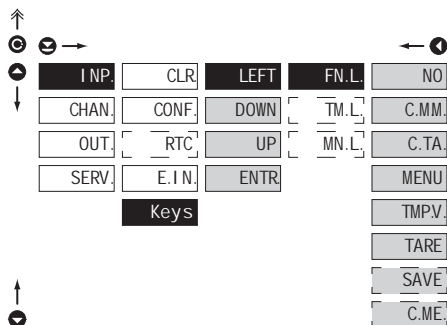 INP. CLR. LEFT FN.L. NO
CHAN. CONF. DOWN TM.L. C.MM.
OUT. RTC UP MN.L. C.TA.
SERV. E.IN. ENTR. MENU
Keys TMP.V.
TARE
SAVE
C.ME.